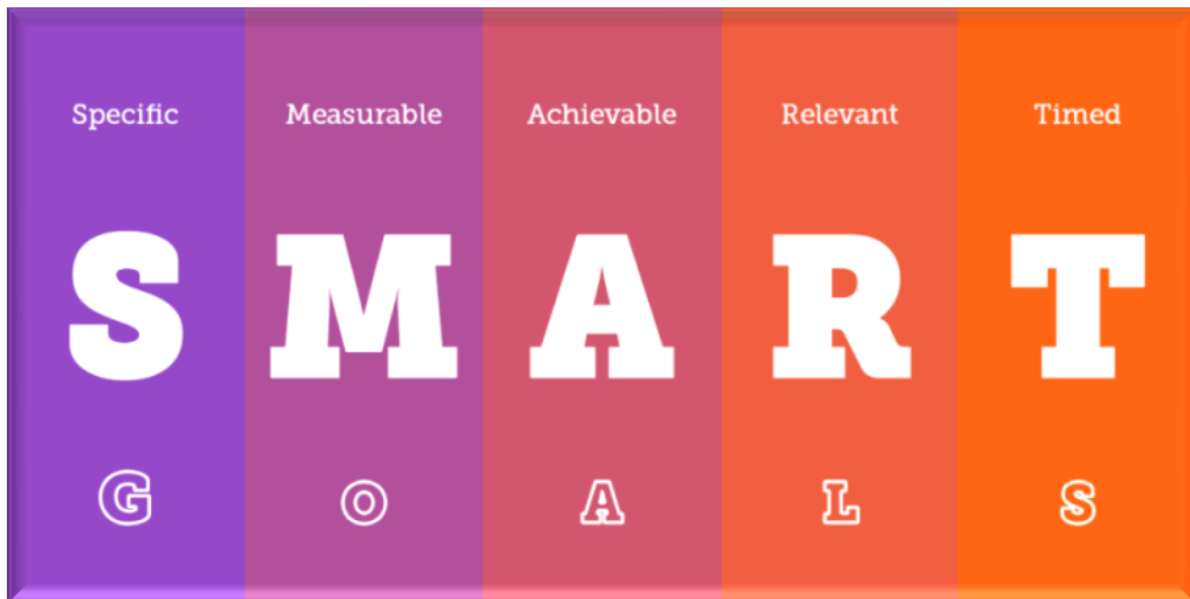 Specific Measurable Achievable Relevant Timed
S M A R T
G O A L S